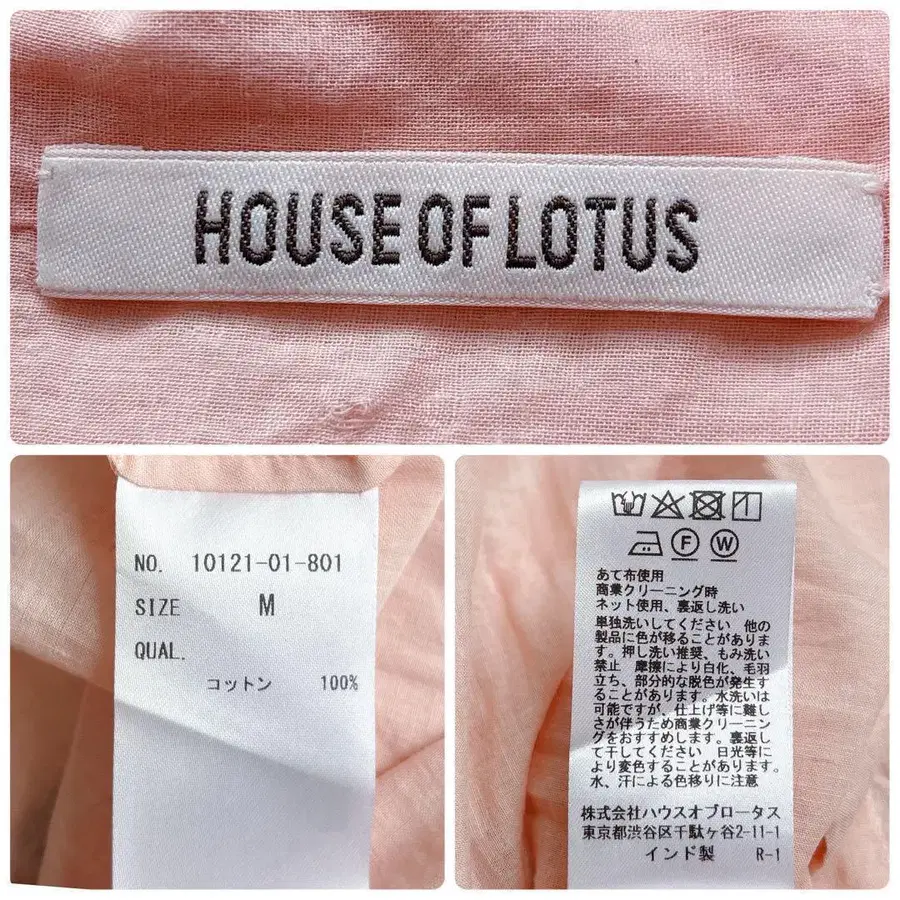 HOUSE OF LOTUS
NO. 10121-01-801
SIZE M
QUAL.
コットン 100%
F W
あて布使用
商業クリーニング時
ネット使用、裏返し洗い
単独洗いしてください 他の
製品に色が移ることがありま
す。押し洗い推奨、もみ洗い
禁止 摩擦により白化、毛羽
立ち、部分的な脱色が発生す
ることがあります。水洗いは
可能ですが、仕上げ等に難し
さが伴うため商業クリーニン
グをおすすめします。裏返し
て干してください 日光等に
より変色することがあります。
水、汗による色移りに注意
株式会社ハウスオブロータス
東京都渋谷区千駄ヶ谷2-11-1
インド製 R-1